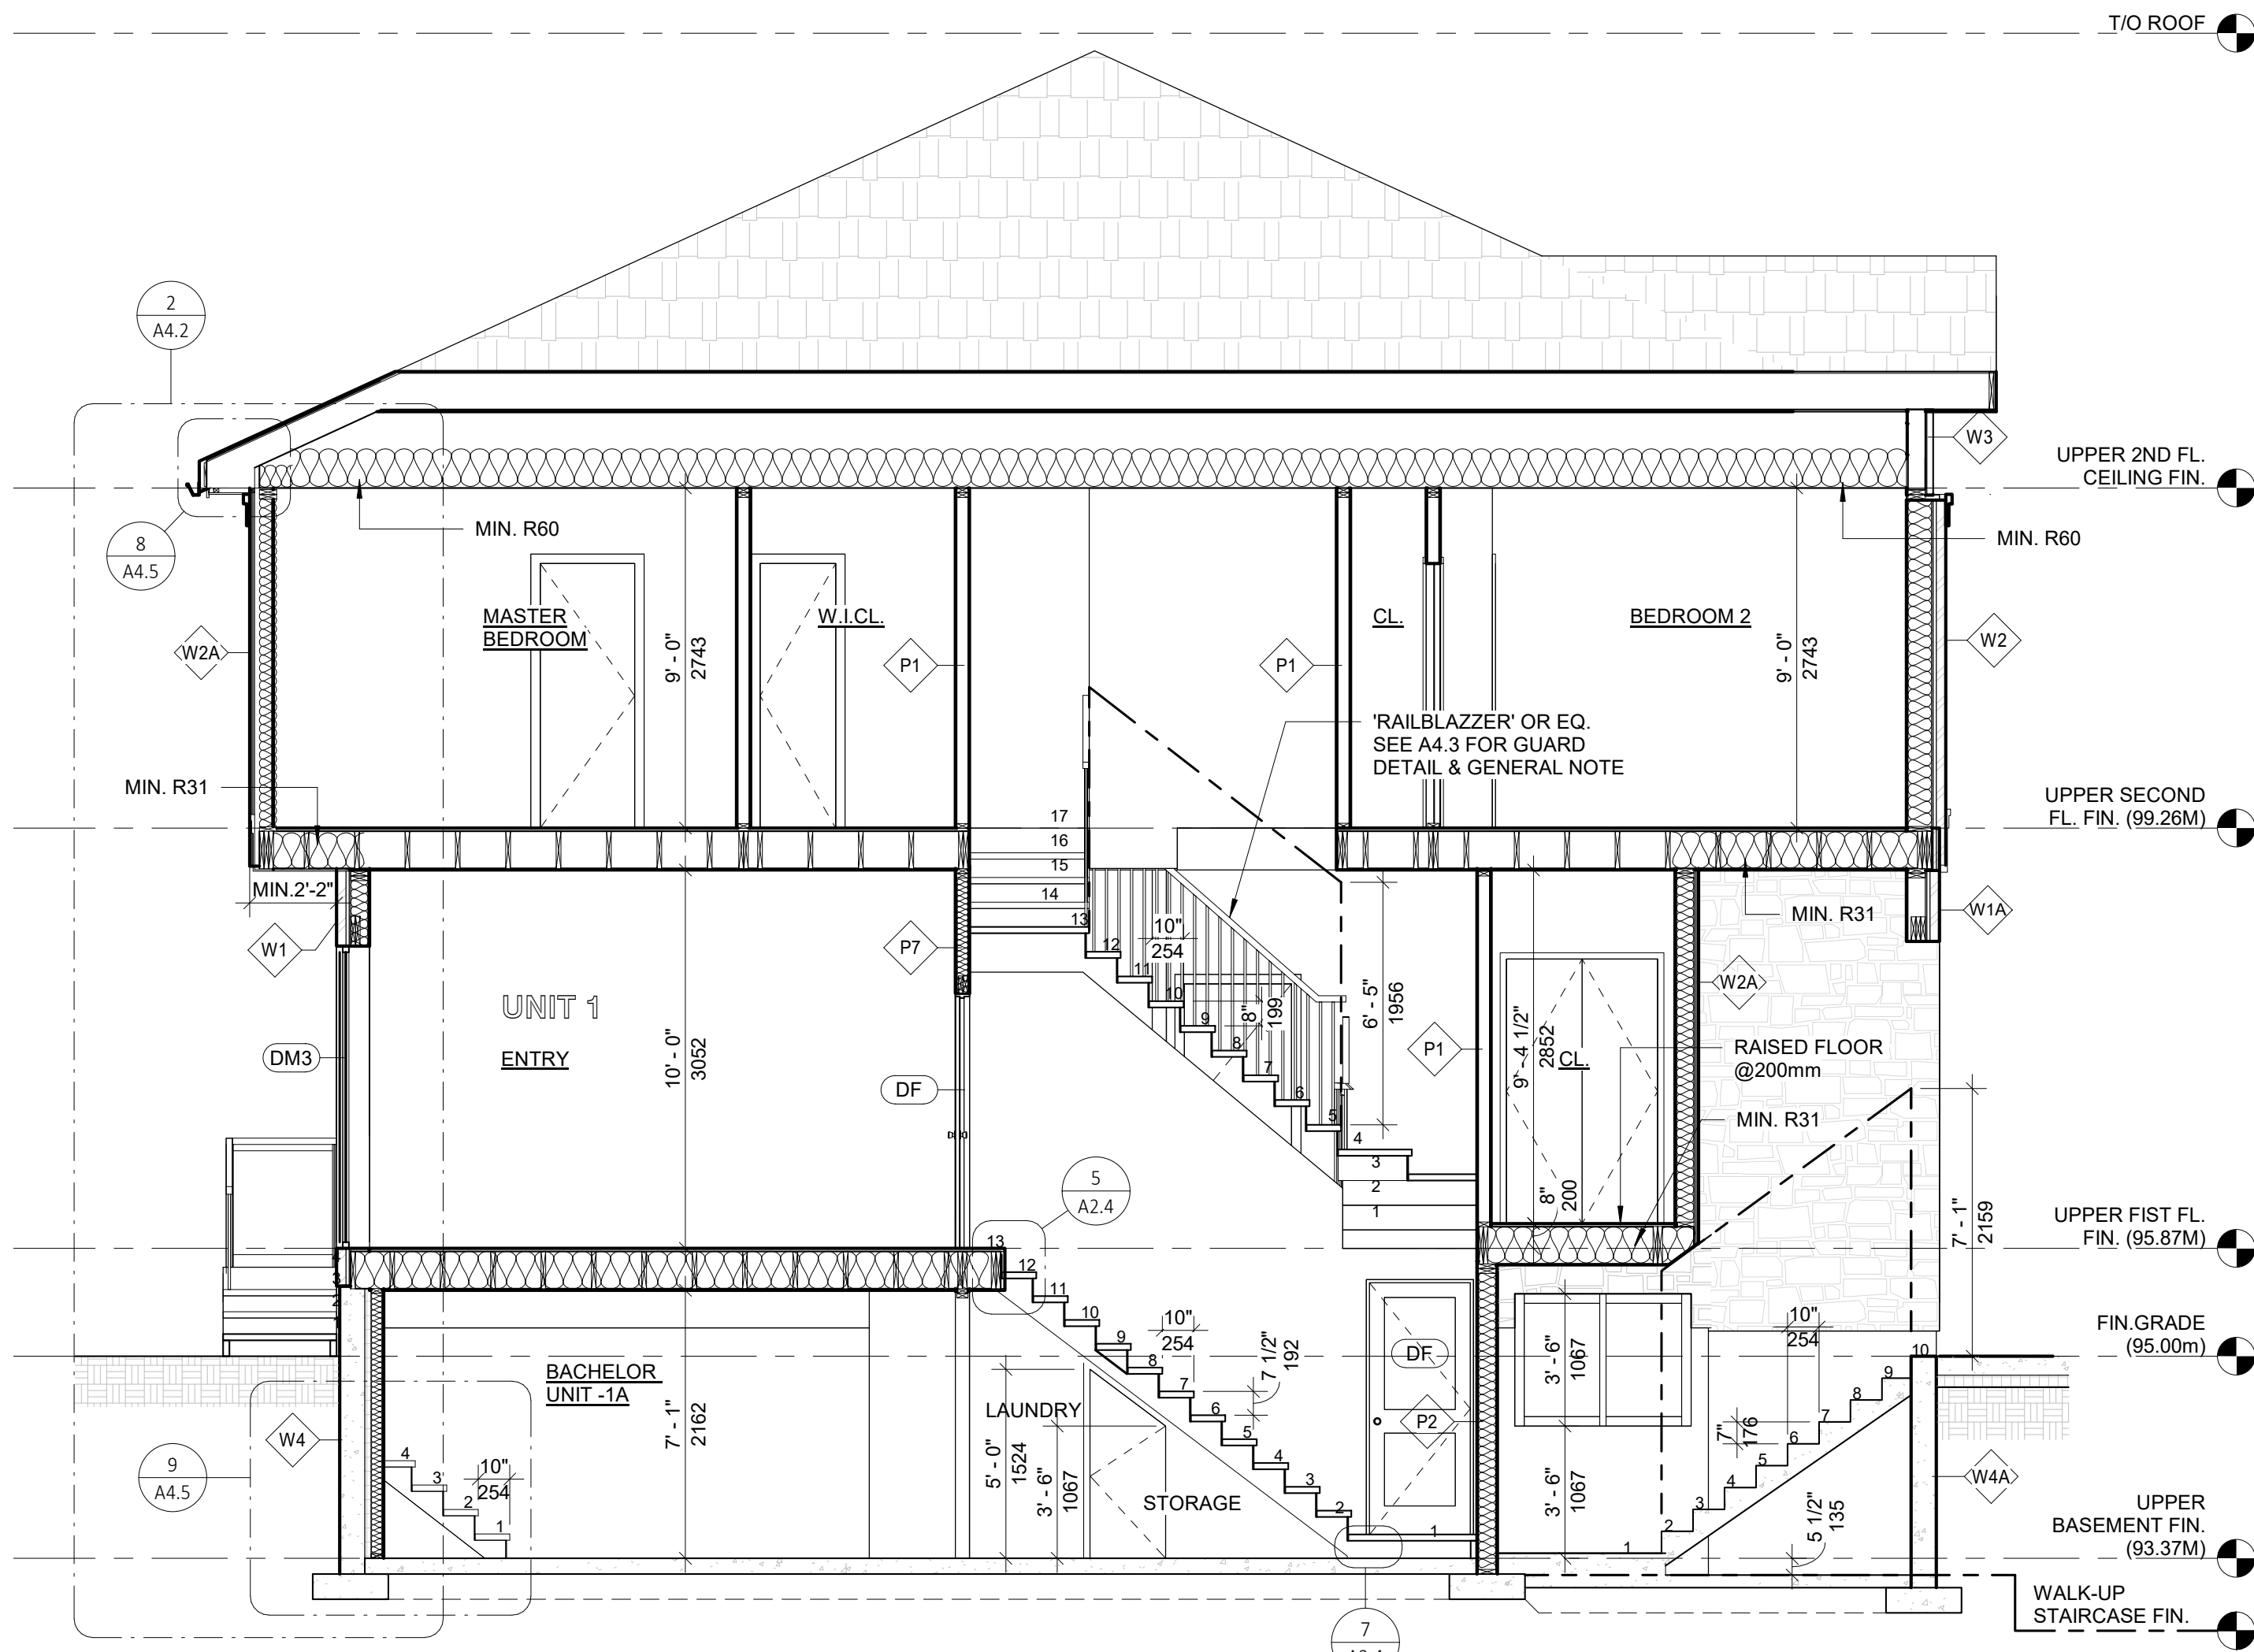 T/O ROOF
2
A4.2
W3
UPPER 2ND FL.
CEILING FIN.
MIN. R60
MIN. R60
8
A4.5
MASTER
BEDROOM
W.I.CL.
CL.
BEDROOM 2
9' - 0"
2743
9' - 0"
2743
W2A
P1
P1
W2
'RAILBLAZZER' OR EQ.
SEE A4.3 FOR GUARD
DETAIL & GENERAL NOTE
MIN. R31
UPPER SECOND
FL. FIN. (99.26M)
17
16
15
14
13
12
11
10
9
8
7
6
5
4
3
2
1
MIN.2'-2"
10"
254
8"
199
MIN. R31
W1A
W1
P7
W2A
UNIT 1
ENTRY
6' - 5"
1956
DM3
10' - 0"
3052
DF
P1
9' - 4 1/2"
2852
CL.
RAISED FLOOR
@200mm
MIN. R31
5
A2.4
8"
200
7' - 1"
2159
UPPER FIST FL.
FIN. (95.87M)
13
12
11
10
9
8
7
6
5
4
3
2
1
4
3
2
10"
254
7 1/2"
192
DF
P2
3' - 6"
1067
10"
254
FIN.GRADE
(95.00m)
10
9
8
7
6
5
4
3
2
1
BACHELOR
UNIT -1A
7' - 1"
2162
LAUNDRY
W4
5' - 0"
1524
3' - 6"
1067
STORAGE
3' - 6"
1067
7"
176
W4A
9
A4.5
4
3
2
1
10"
254
5 1/2"
135
UPPER
BASEMENT FIN.
(93.37M)
WALK-UP
STAIRCASE FIN.
7